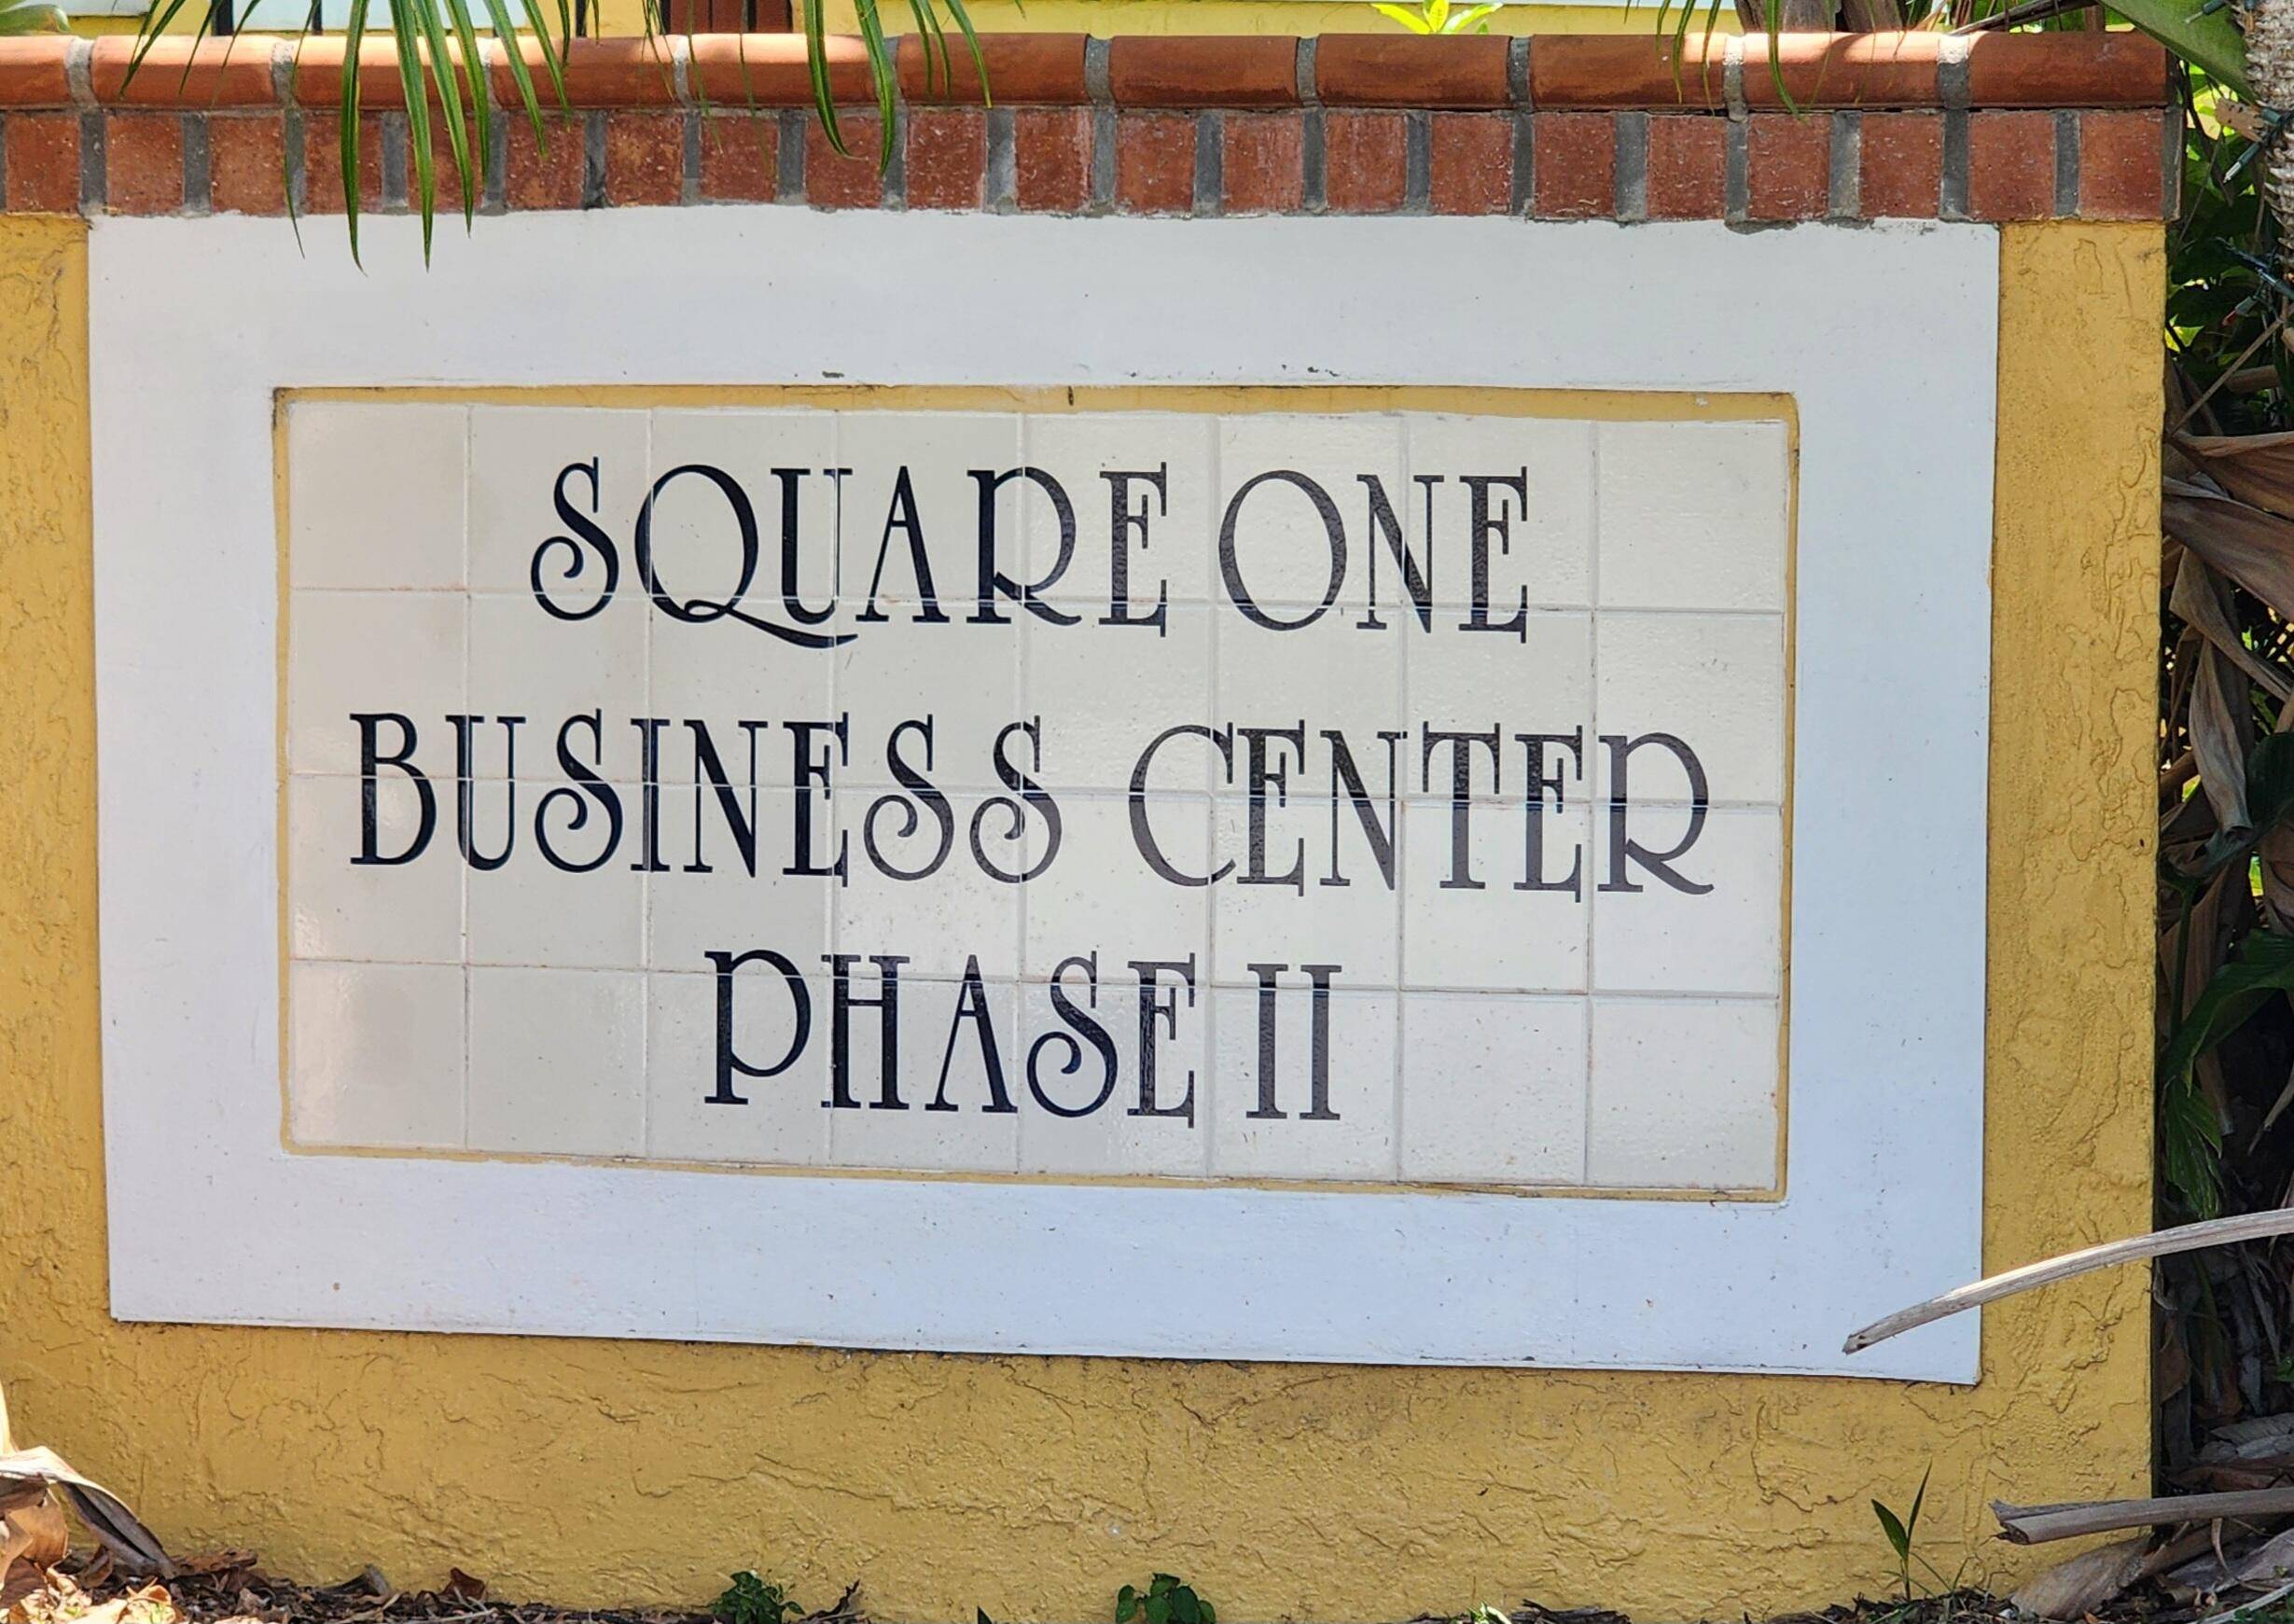 SQUARE ONE
BUSINESS CENTER
PHASE II